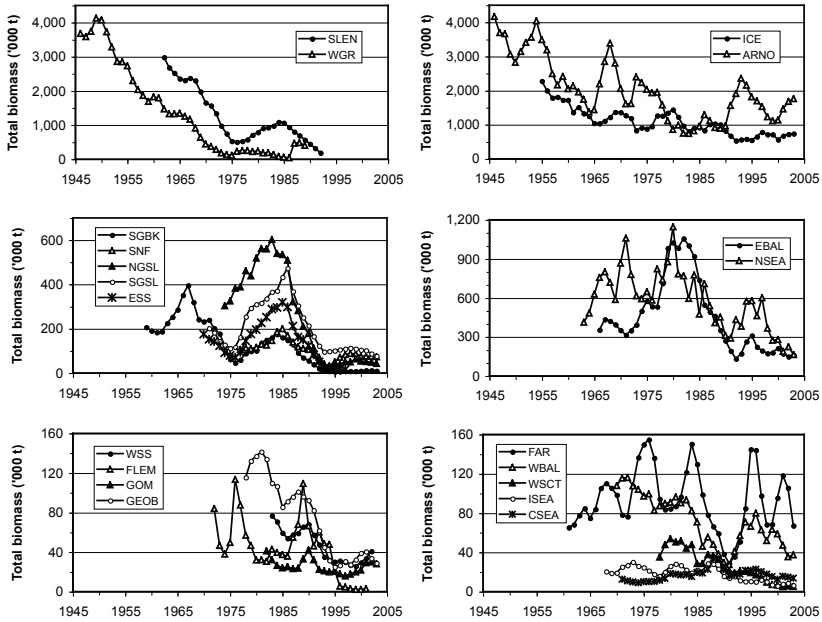 Total biomass ('000 t)
4,000
3,000
2,000
1,000
0
SLEN
WGR
1945 1955 1965 1975 1985 1995 2005
Total biomass ('000 t)
4,000
3,000
2,000
1,000
0
ICE
ARNO
1945 1955 1965 1975 1985 1995 2005
Total biomass ('000 t)
600
400
200
0
SGBK
SNF
NGSL
SGSL
ESS
1945 1955 1965 1975 1985 1995 2005
Total biomass ('000 t)
1,200
900
600
300
0
EBAL
NSEA
1945 1955 1965 1975 1985 1995 2005
Total biomass ('000 t)
160
120
80
40
0
WSS
FLEM
GOM
GEOB
1945 1955 1965 1975 1985 1995 2005
Total biomass ('000 t)
160
120
80
40
0
FAR
WBAL
WSCT
ISEA
CSEA
1945 1955 1965 1975 1985 1995 2005